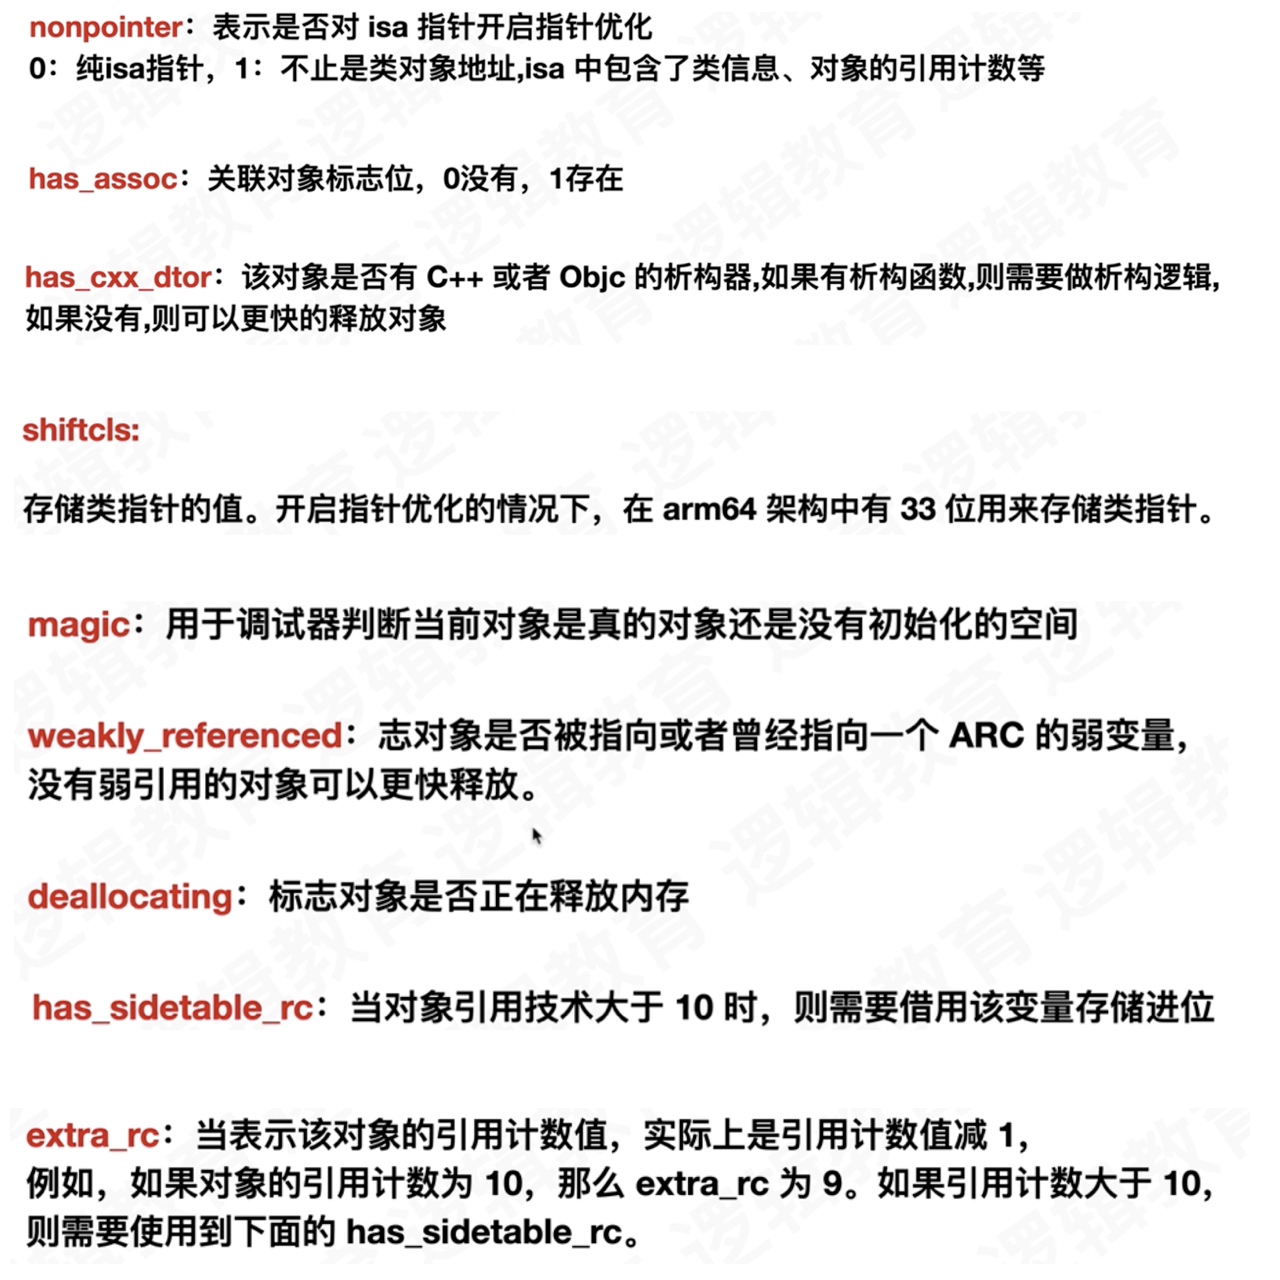 nonpointer：表示是否对 isa 指针开启指针优化
0：纯isa指针，1：不止是类对象地址,isa 中包含了类信息、对象的引用计数等
has_assoc：关联对象标志位，0没有，1存在
has_cxx_dtor：该对象是否有 C++ 或者 Objc 的析构器,如果有析构函数,则需要做析构逻辑,
如果没有,则可以更快的释放对象
shiftcls:
存储类指针的值。开启指针优化的情况下，在 arm64 架构中有 33 位用来存储类指针。
magic：用于调试器判断当前对象是真的对象还是没有初始化的空间
weakly_referenced：志对象是否被指向或者曾经指向一个 ARC 的弱变量，
没有弱引用的对象可以更快释放。
deallocating：标志对象是否正在释放内存
has_sidetable_rc：当对象引用技术大于 10 时，则需要借用该变量存储进位
extra_rc：当表示该对象的引用计数值，实际上是引用计数值减 1，
例如，如果对象的引用计数为 10，那么 extra_rc 为 9。如果引用计数大于 10，
则需要使用到下面的 has_sidetable_rc。
逻辑教育